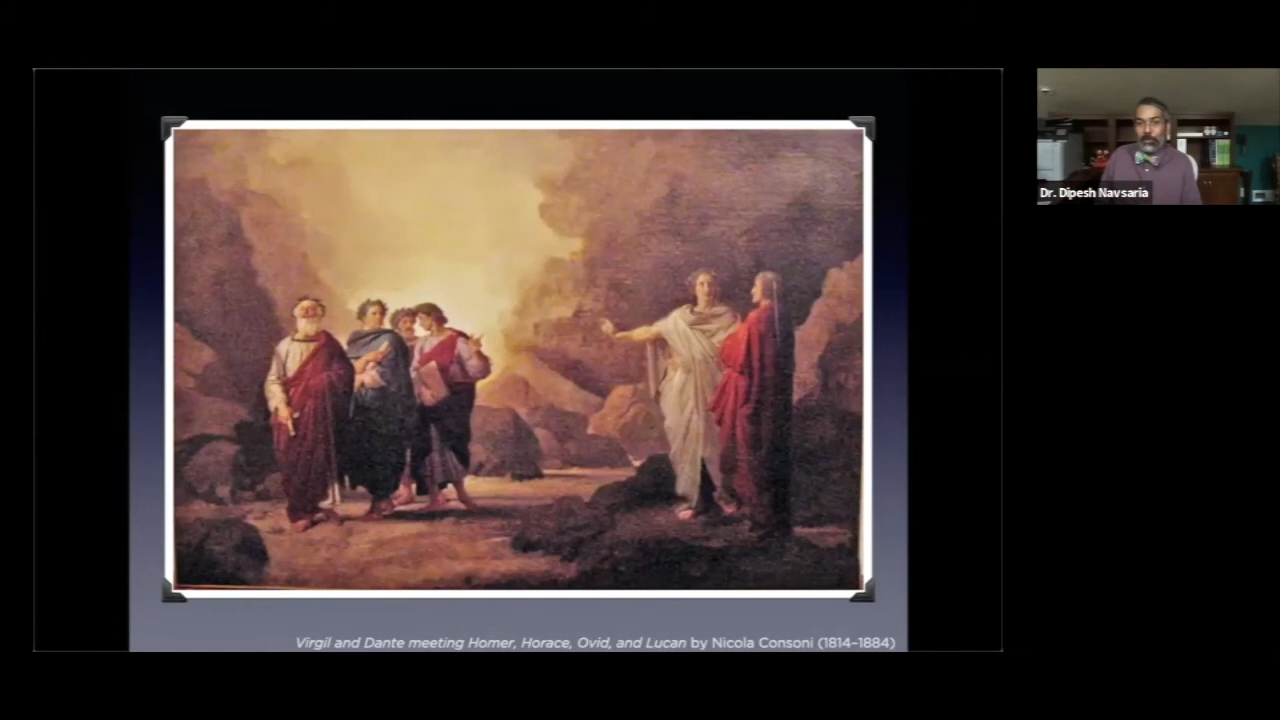 Dr. Dipesh Navsaria
Virgil and Dante meeting Homer, Horace, Ovid, and Lucan by Nicola Consoni (1814–1884)